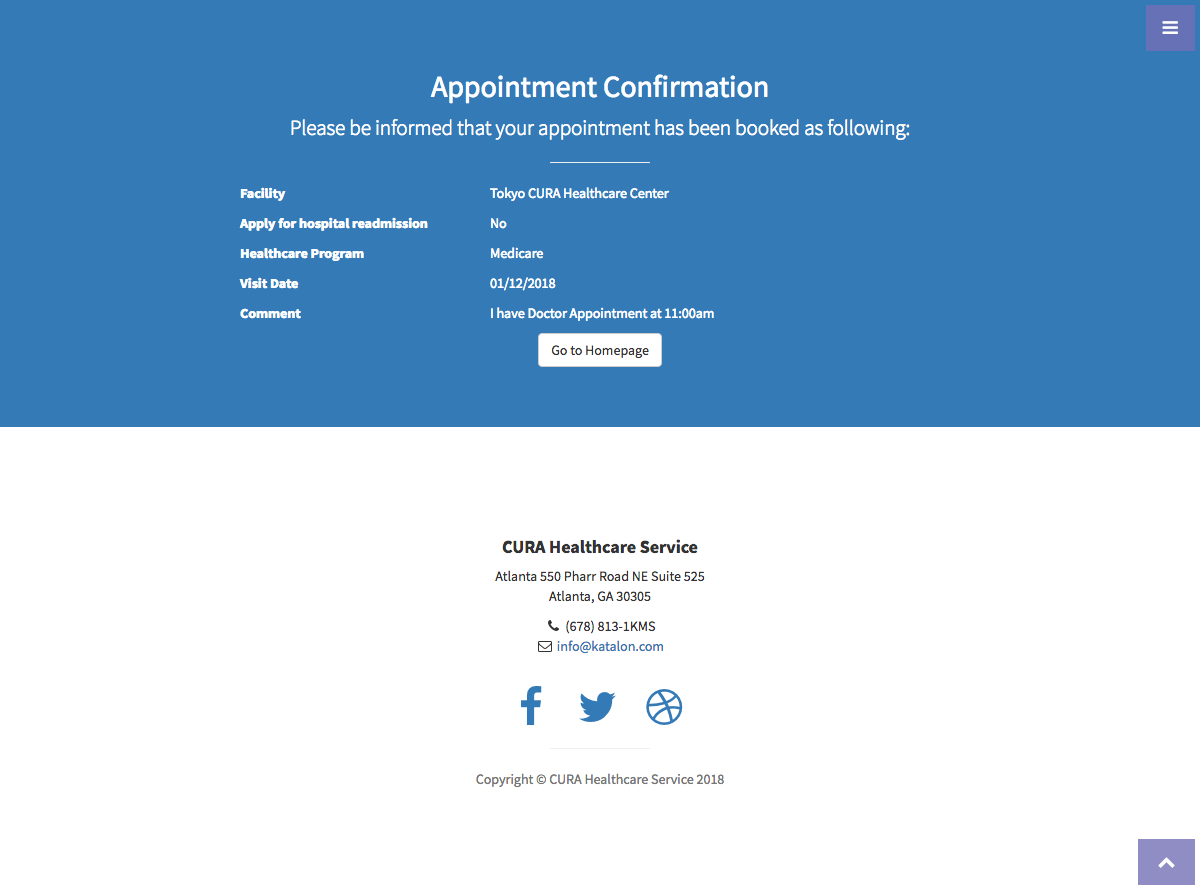 Appointment Confirmation
Please be informed that your appointment has been booked as following:
Facility Tokyo CURA Healthcare Center
Apply for hospital readmission No
Healthcare Program Medicare
Visit Date 01/12/2018
Comment I have Doctor Appointment at 11:00am
Go to Homepage
CURA Healthcare Service
Atlanta 550 Pharr Road NE Suite 525
Atlanta, GA 30305
(678) 813-1KMS
info@katalon.com
Copyright © CURA Healthcare Service 2018